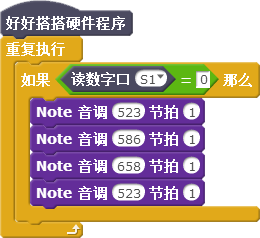 好好搭搭硬件程序
重复执行
如果 读数字口 S1 = 0 那么
Note 音调 523 节拍 1
Note 音调 586 节拍 1
Note 音调 658 节拍 1
Note 音调 523 节拍 1